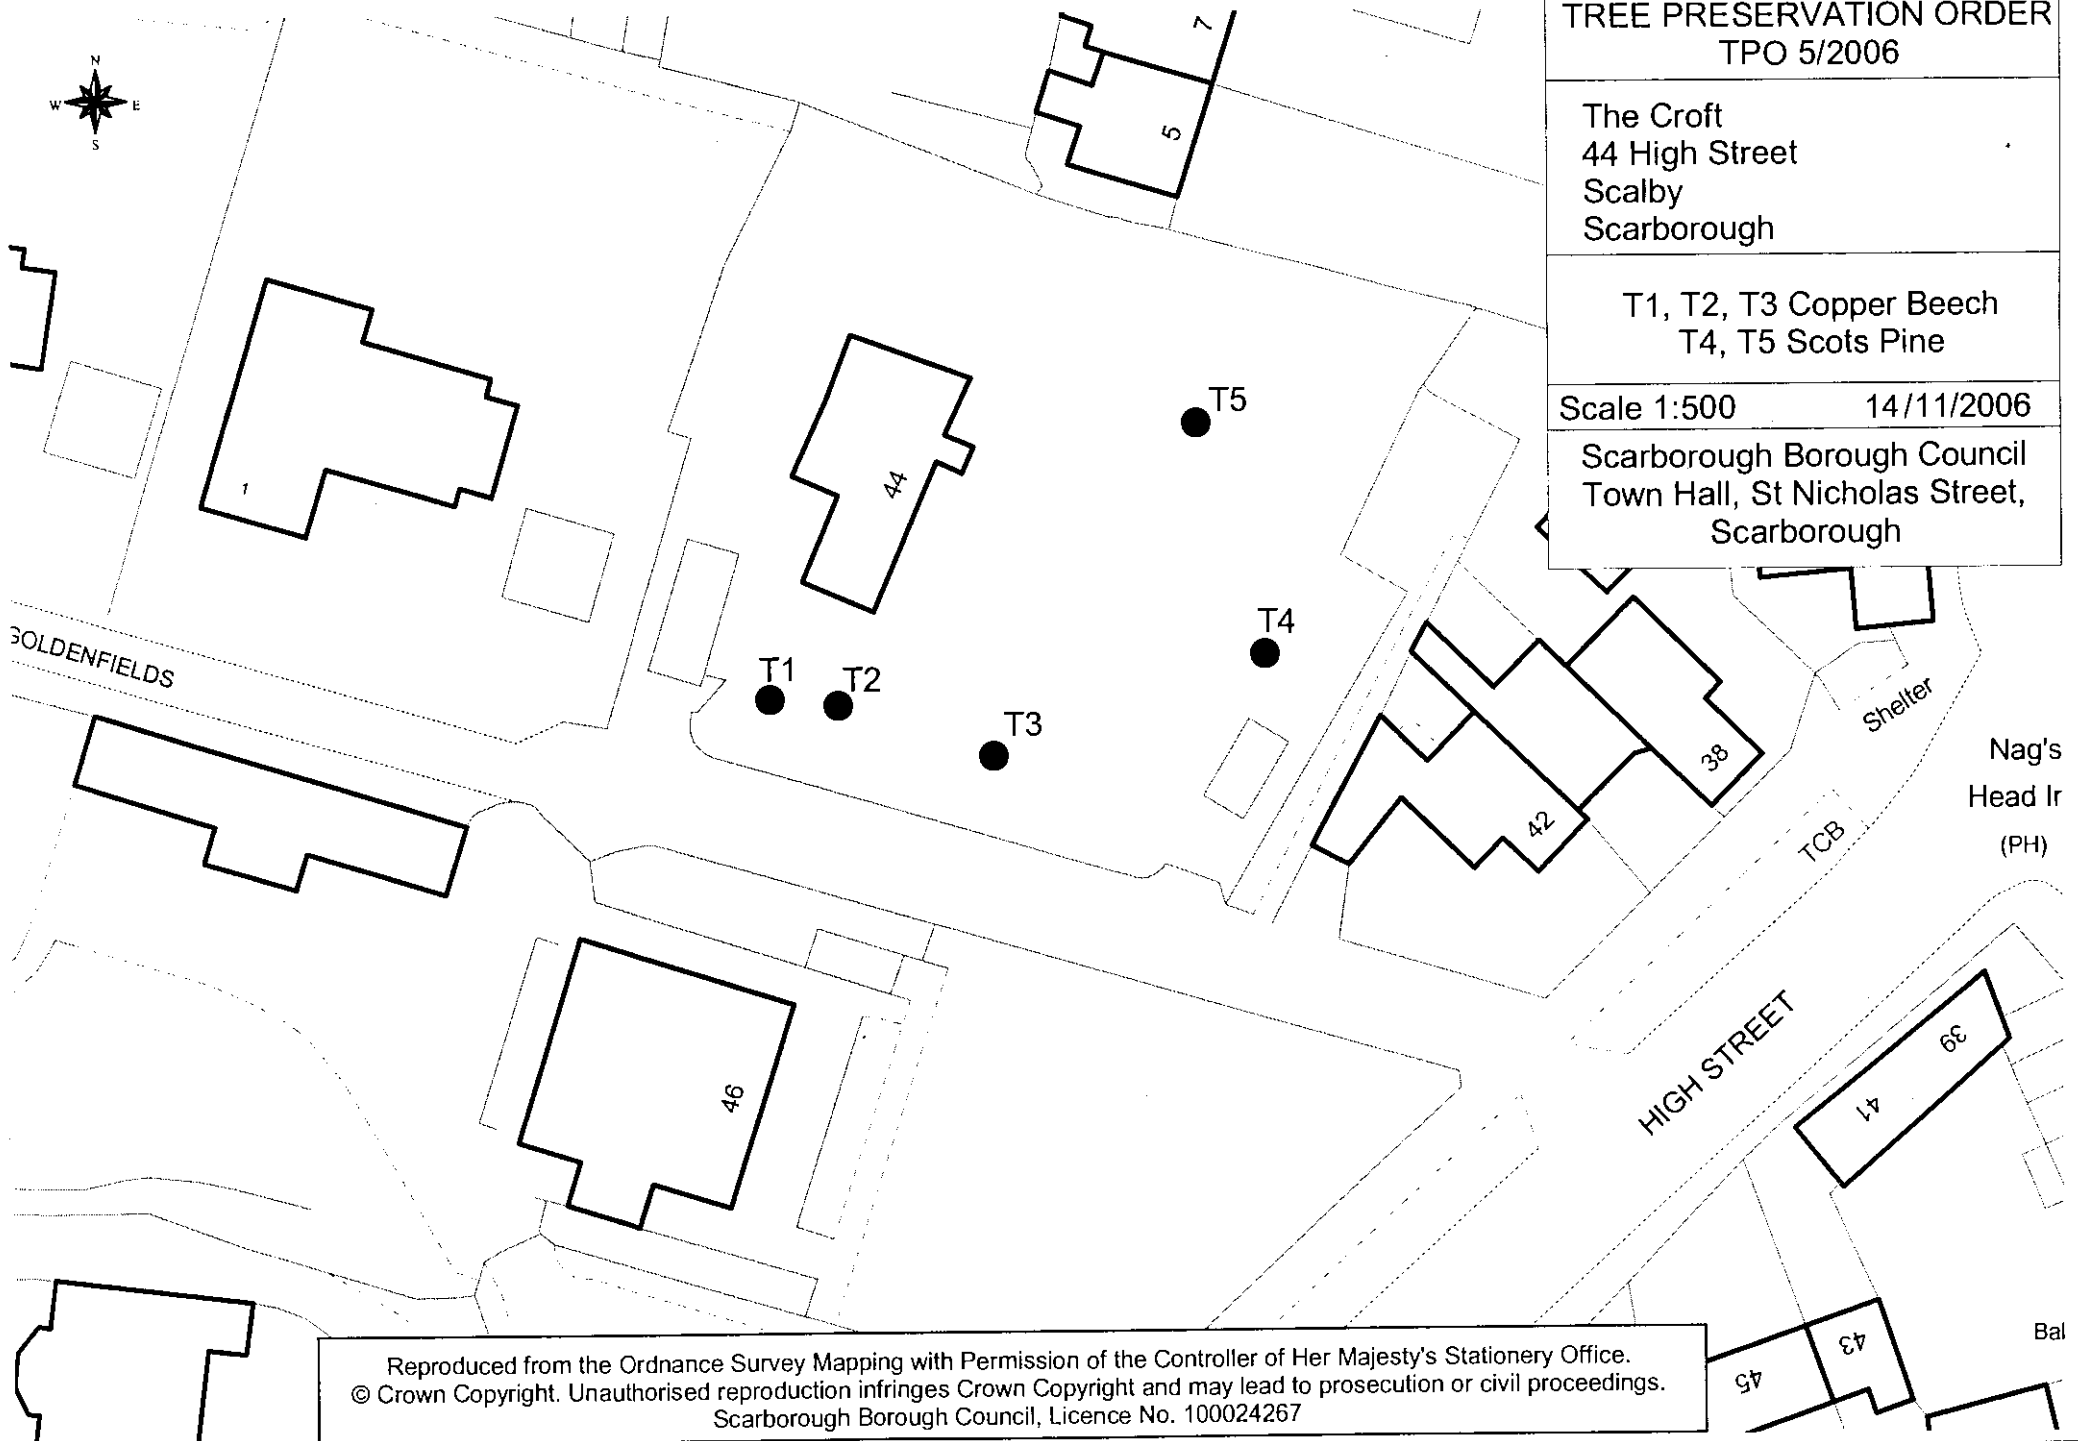 TREE PRESERVATION ORDER
TPO 5/2006
The Croft
44 High Street
Scalby
Scarborough
T1, T2, T3 Copper Beech
T4, T5 Scots Pine
Scale 1:500 14/11/2006
Scarborough Borough Council
Town Hall, St Nicholas Street,
Scarborough
N
W E
S
7
5
1
44
T5
T4
T1
T2
T3
GOLDENFIELDS
Shelter
Nag's
Head In
(PH)
38
42
TCB
HIGH STREET
39
41
46
43
45
Bal
Reproduced from the Ordnance Survey Mapping with Permission of the Controller of Her Majesty's Stationery Office.
© Crown Copyright. Unauthorised reproduction infringes Crown Copyright and may lead to prosecution or civil proceedings.
Scarborough Borough Council, Licence No. 100024267